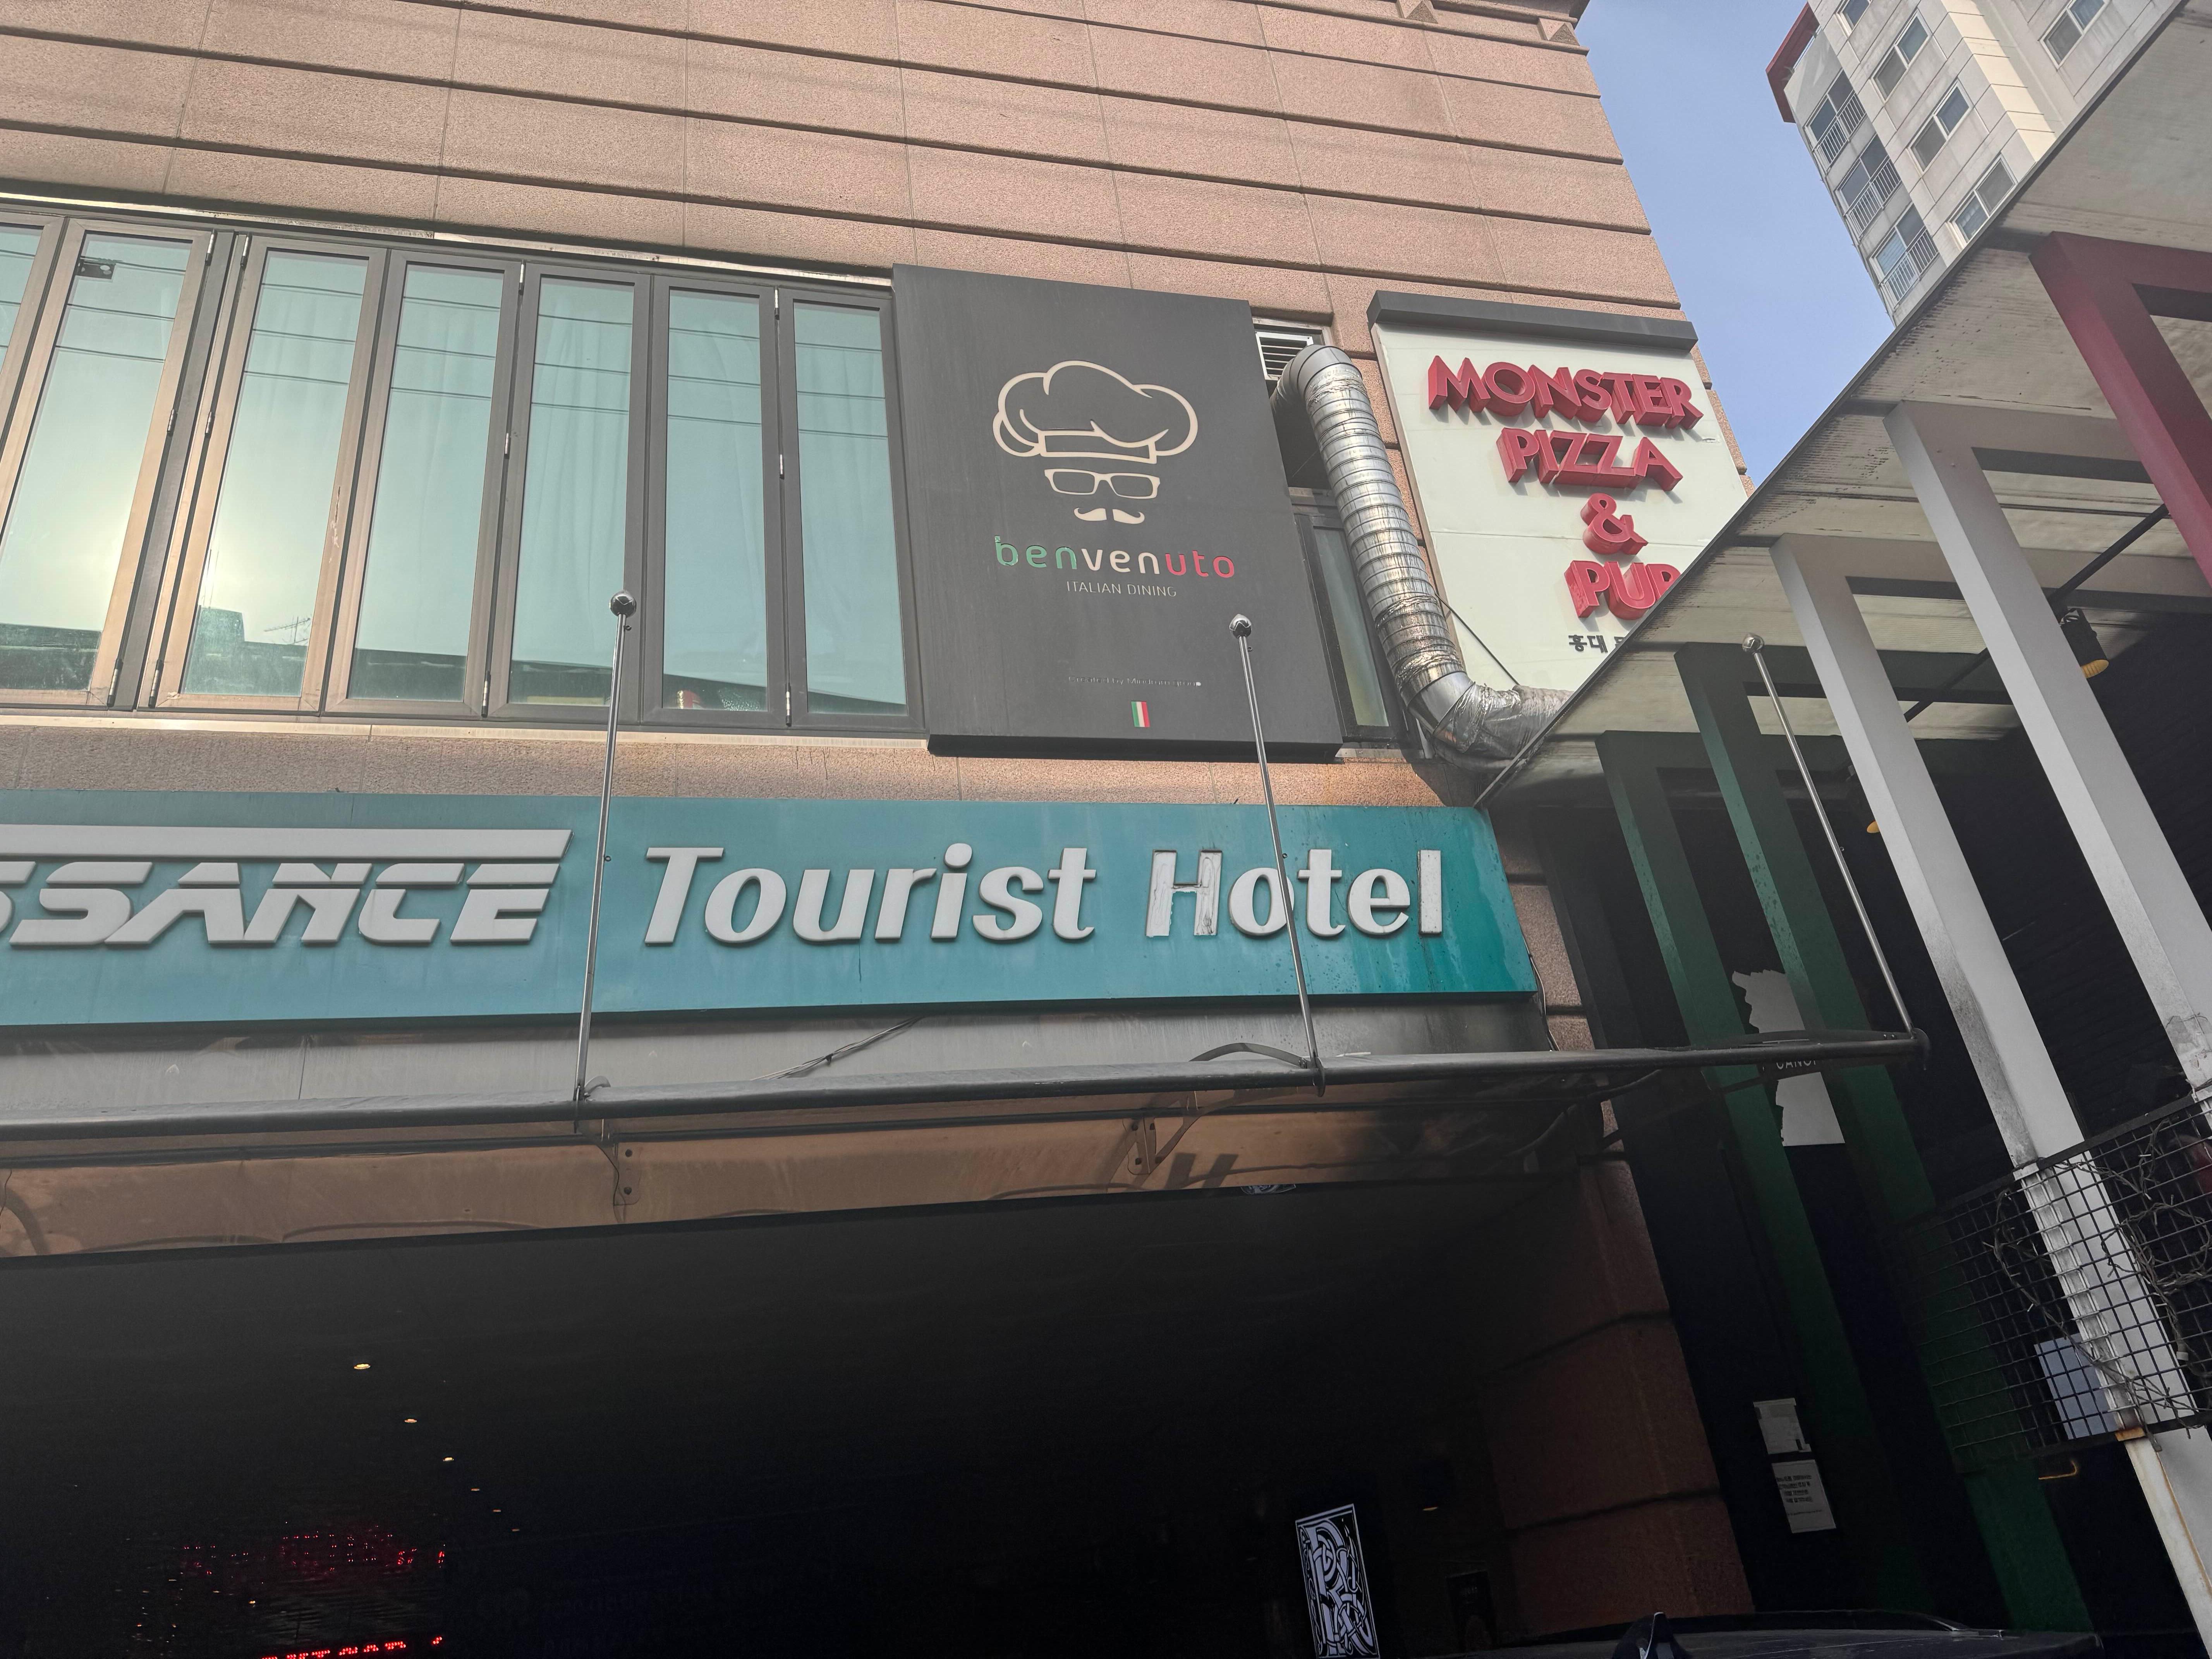 benvenuto
ITALIAN DINING
MONSTER
PIZZA
&
PUB
홍대
SSANCE Tourist Hotel